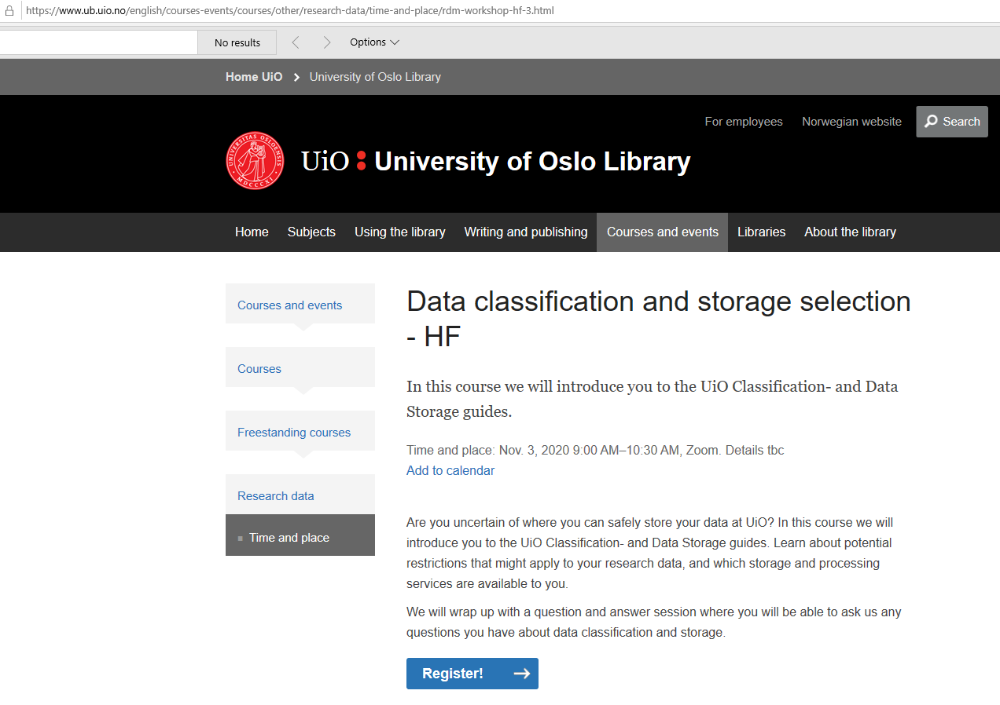 https://www.ub.uio.no/english/courses-events/courses/other/research-data/time-and-place/rdm-workshop-hf-3.html
No results
Options
Home UiO
University of Oslo Library
For employees
Norwegian website
Search
UNIVERSITAS OSLOENSIS
MDCCCXI
UiO : University of Oslo Library
Home
Subjects
Using the library
Writing and publishing
Courses and events
Libraries
About the library
Courses and events
Courses
Freestanding courses
Research data
Time and place
Data classification and storage selection
- HF
In this course we will introduce you to the UiO Classification- and Data
Storage guides.
Time and place: Nov. 3, 2020 9:00 AM–10:30 AM, Zoom. Details tbc
Add to calendar
Are you uncertain of where you can safely store your data at UiO? In this course we will
introduce you to the UiO Classification- and Data Storage guides. Learn about potential
restrictions that might apply to your research data, and which storage and processing
services are available to you.
We will wrap up with a question and answer session where you will be able to ask us any
questions you have about data classification and storage.
Register!